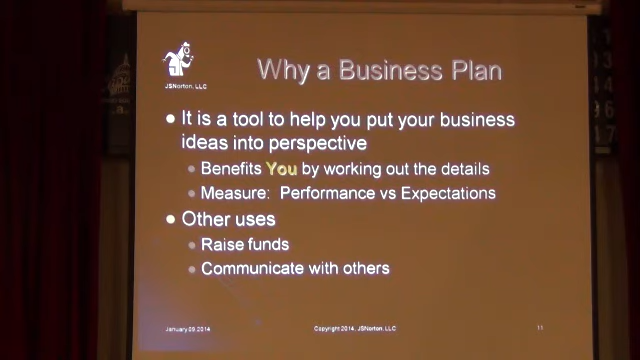 JSNorton, LLC
Why a Business Plan
It is a tool to help you put your business
ideas into perspective
Benefits You by working out the details
Measure: Performance vs Expectations
Other uses
Raise funds
Communicate with others
January 09, 2014
Copyright 2014, JSNorton, LLC
11